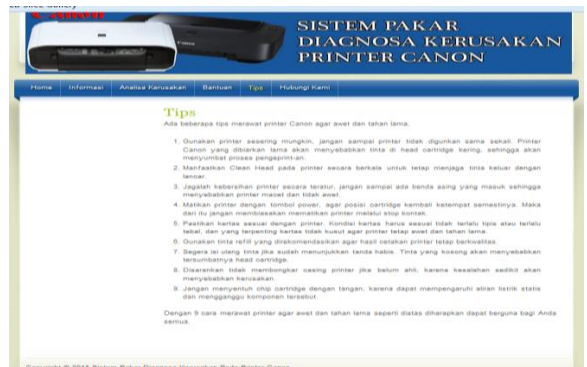 Canon
SISTEM PAKAR
DIAGNOSA KERUSAKAN
PRINTER CANON
Home Informasi Analisa Kerusakan Bantuan Tips Hubungi Kami
Tips
Ada beberapa tips merawat printer Canon agar awet dan tahan lama.
1. Gunakan printer sesering mungkin, jangan sampai printer tidak digunkan sama sekali. Printer
Canon yang dibiarkan lama akan menyebabkan tinta di head cartridge kering, sehingga akan
menyumbat proses pengeprint-an.
2. Manfaatkan Clean Head pada printer secara berkala untuk tetap menjaga tinta keluar dengan
lancar.
3. Jagalah kebersihan printer secara teratur, jangan sampai ada benda asing yang masuk sehingga
menyebabkan printer macet dan tidak awet.
4. Matikan printer dengan tombol power, agar posisi cartridge kembali ketempat semestinya. Maka
dari itu jangan membiasakan mematikan printer melalui stop kontak.
5. Pastikan kertas sesuai dengan printer. Kondisi kertas harus sesuai tidak terlalu tipis atau terlalu
tebal, dan yang terpenting kertas tidak kusut agar printer tetap awet dan tahan lama.
6. Gunakan tinta refill yang direkomendasikan agar hasil cetakan printer tetap berkwalitas.
7. Segera isi ulang tinta jika sudah menunjukkan tanda habis. Tinta yang kosong akan menyebabkan
tersumbatnya head cartridge.
8. Disarankan tidak membongkar casing printer jika belum ahli, karena kesalahan sedikit akan
menyebabkan kerusakan.
9. Jangan menyentuh chip cartridge dengan tangan, karena dapat mempengaruhi aliran listrik statis
dan mengganggu komponen tersebut.
Dengan 9 cara merawat printer agar awet dan tahan lama seperti diatas diharapkan dapat berguna bagi Anda
semua.